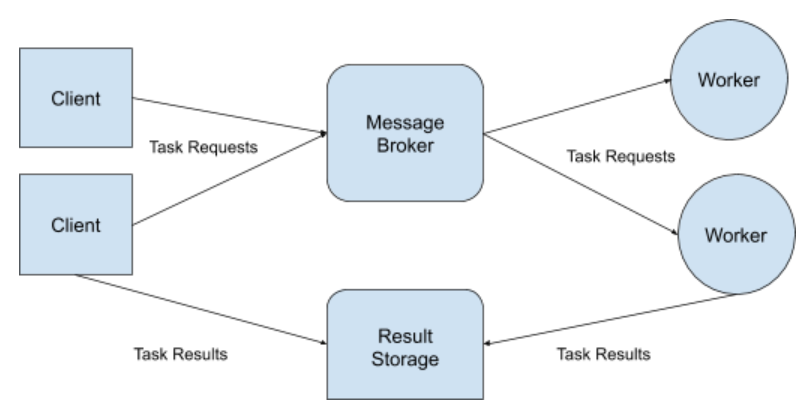 Client
Message
Broker
Worker
Task Requests
Task Requests
Client
Worker
Result
Storage
Task Results
Task Results